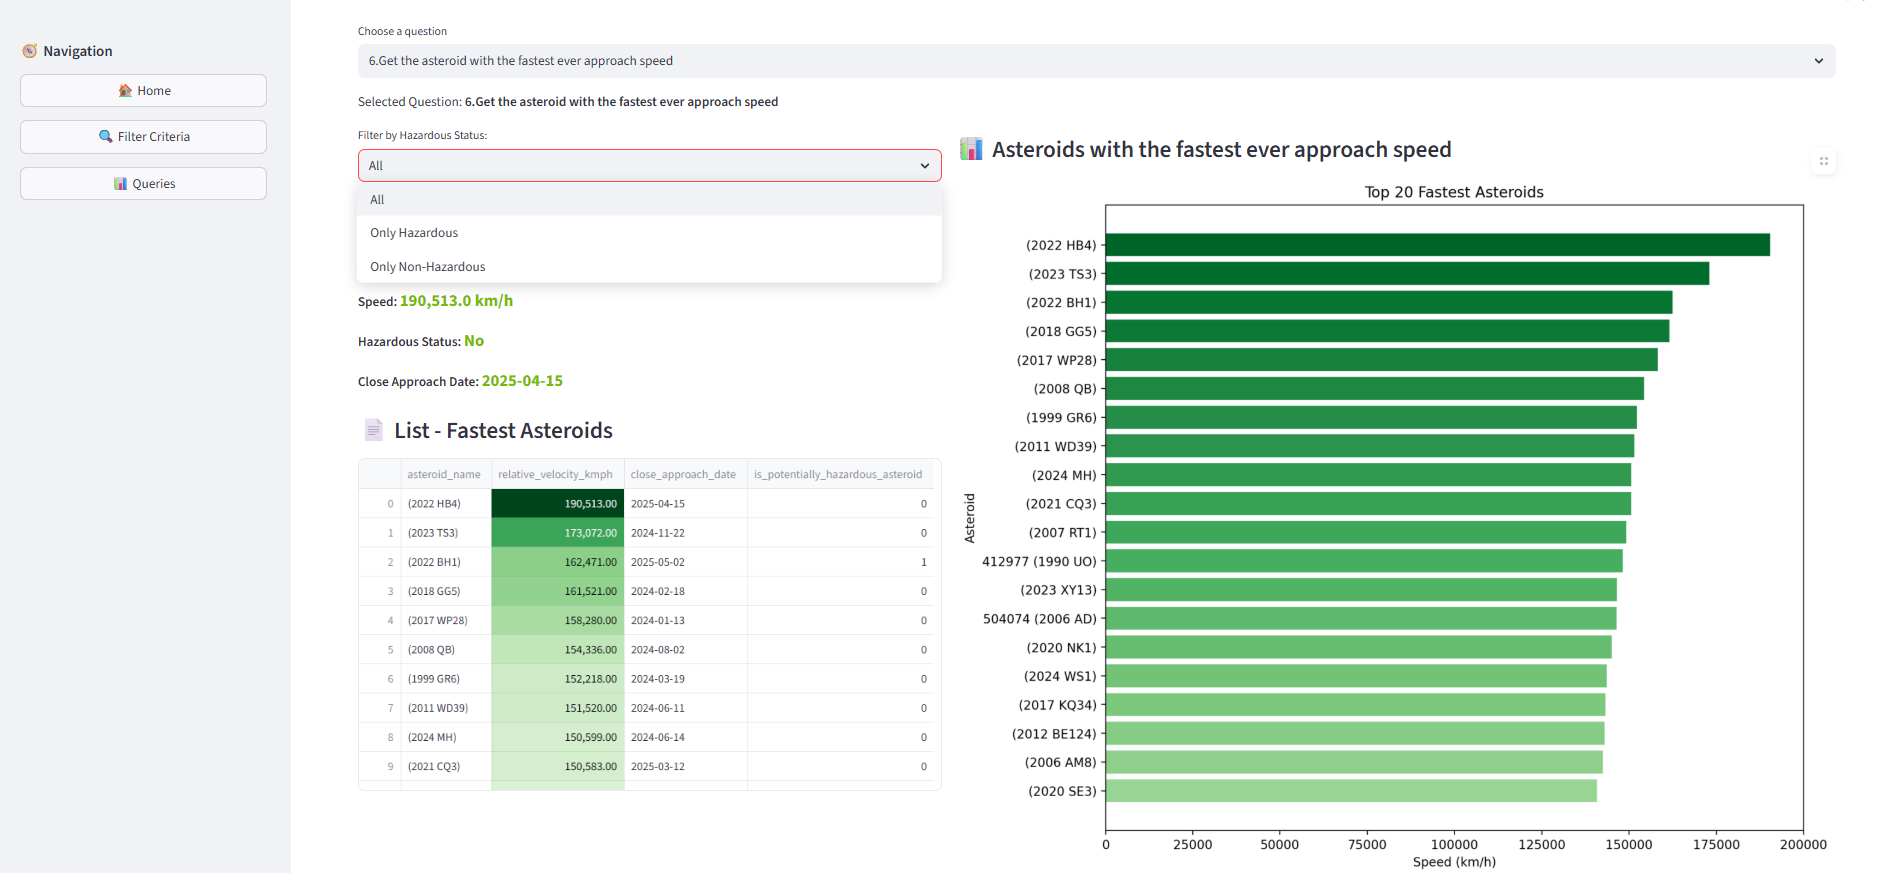 Navigation
Home
Filter Criteria
Queries
Choose a question
6.Get the asteroid with the fastest ever approach speed
Selected Question: 6.Get the asteroid with the fastest ever approach speed
Filter by Hazardous Status:
All
All
Only Hazardous
Only Non-Hazardous
Speed: 190,513.0 km/h
Hazardous Status: No
Close Approach Date: 2025-04-15
List - Fastest Asteroids
asteroid_name relative_velocity_kmph close_approach_date is_potentially_hazardous_asteroid
0 (2022 HB4) 190,513.00 2025-04-15 0
1 (2023 TS3) 173,072.00 2024-11-22 0
2 (2022 BH1) 162,471.00 2025-05-02 1
3 (2018 GG5) 161,521.00 2024-02-18 0
4 (2017 WP28) 158,280.00 2024-01-13 0
5 (2008 QB) 154,336.00 2024-08-02 0
6 (1999 GR6) 152,218.00 2024-03-19 0
7 (2011 WD39) 151,520.00 2024-06-11 0
8 (2024 MH) 150,599.00 2024-06-14 0
9 (2021 CQ3) 150,583.00 2025-03-12 0
Asteroids with the fastest ever approach speed
Top 20 Fastest Asteroids
(2022 HB4)
(2023 TS3)
(2022 BH1)
(2018 GG5)
(2017 WP28)
(2008 QB)
(1999 GR6)
(2011 WD39)
(2024 MH)
(2021 CQ3)
(2007 RT1)
412977 (1990 UO)
(2023 XY13)
504074 (2006 AD)
(2020 NK1)
(2024 WS1)
(2017 KQ34)
(2012 BE124)
(2006 AM8)
(2020 SE3)
Asteroid
0 25000 50000 75000 100000 125000 150000 175000 200000
Speed (km/h)